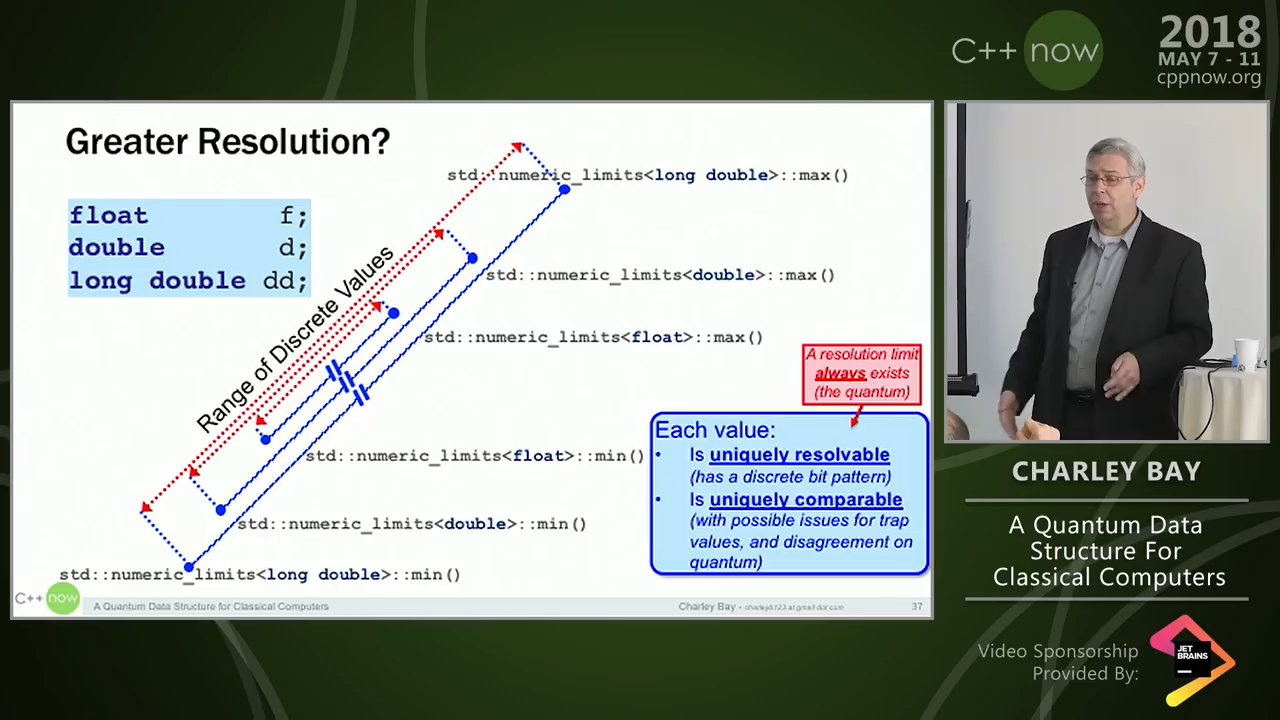 C++ now
2018
MAY 7 - 11
cppnow.org
Greater Resolution?
float f;
double d;
long double dd;
Range of Discrete Values
std::numeric_limits<long double>::max()
std::numeric_limits<double>::max()
std::numeric_limits<float>::max()
std::numeric_limits<float>::min()
std::numeric_limits<double>::min()
std::numeric_limits<long double>::min()
A resolution limit
always exists
(the quantum)
Each value:
• Is uniquely resolvable
(has a discrete bit pattern)
• Is uniquely comparable
(with possible issues for trap
values, and disagreement on
quantum)
C++ now
A Quantum Data Structure for Classical Computers
Charley Bay - charleyb123 at gmail dot com
37
CHARLEY BAY
A Quantum Data
Structure For
Classical Computers
Video Sponsorship
Provided By:
JET
BRAINS